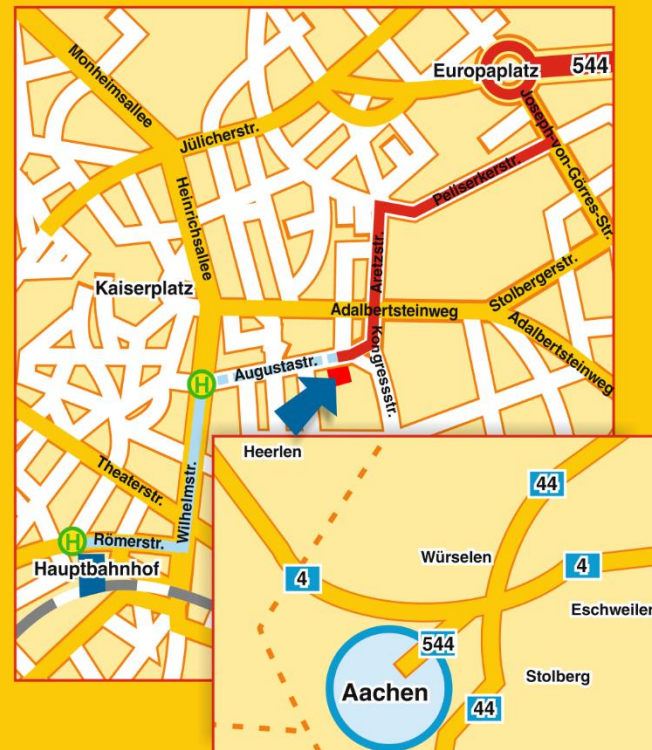 Monheimsallee
Europaplatz
544
Jülicherstr.
Joseph-von-Görres-Str.
Peliserkerstr.
Heinrichsallee
Aretzstr.
Kaiserplatz
Stolbergerstr.
Adalbertsteinweg
Adalbertsteinweg
Augustastr.
Kongressstr.
H
Theaterstr.
Wilhelmstr.
H
Römerstr.
Hauptbahnhof
Heerlen
44
Würselen
4
4
Eschweiler
544
Stolberg
Aachen
44